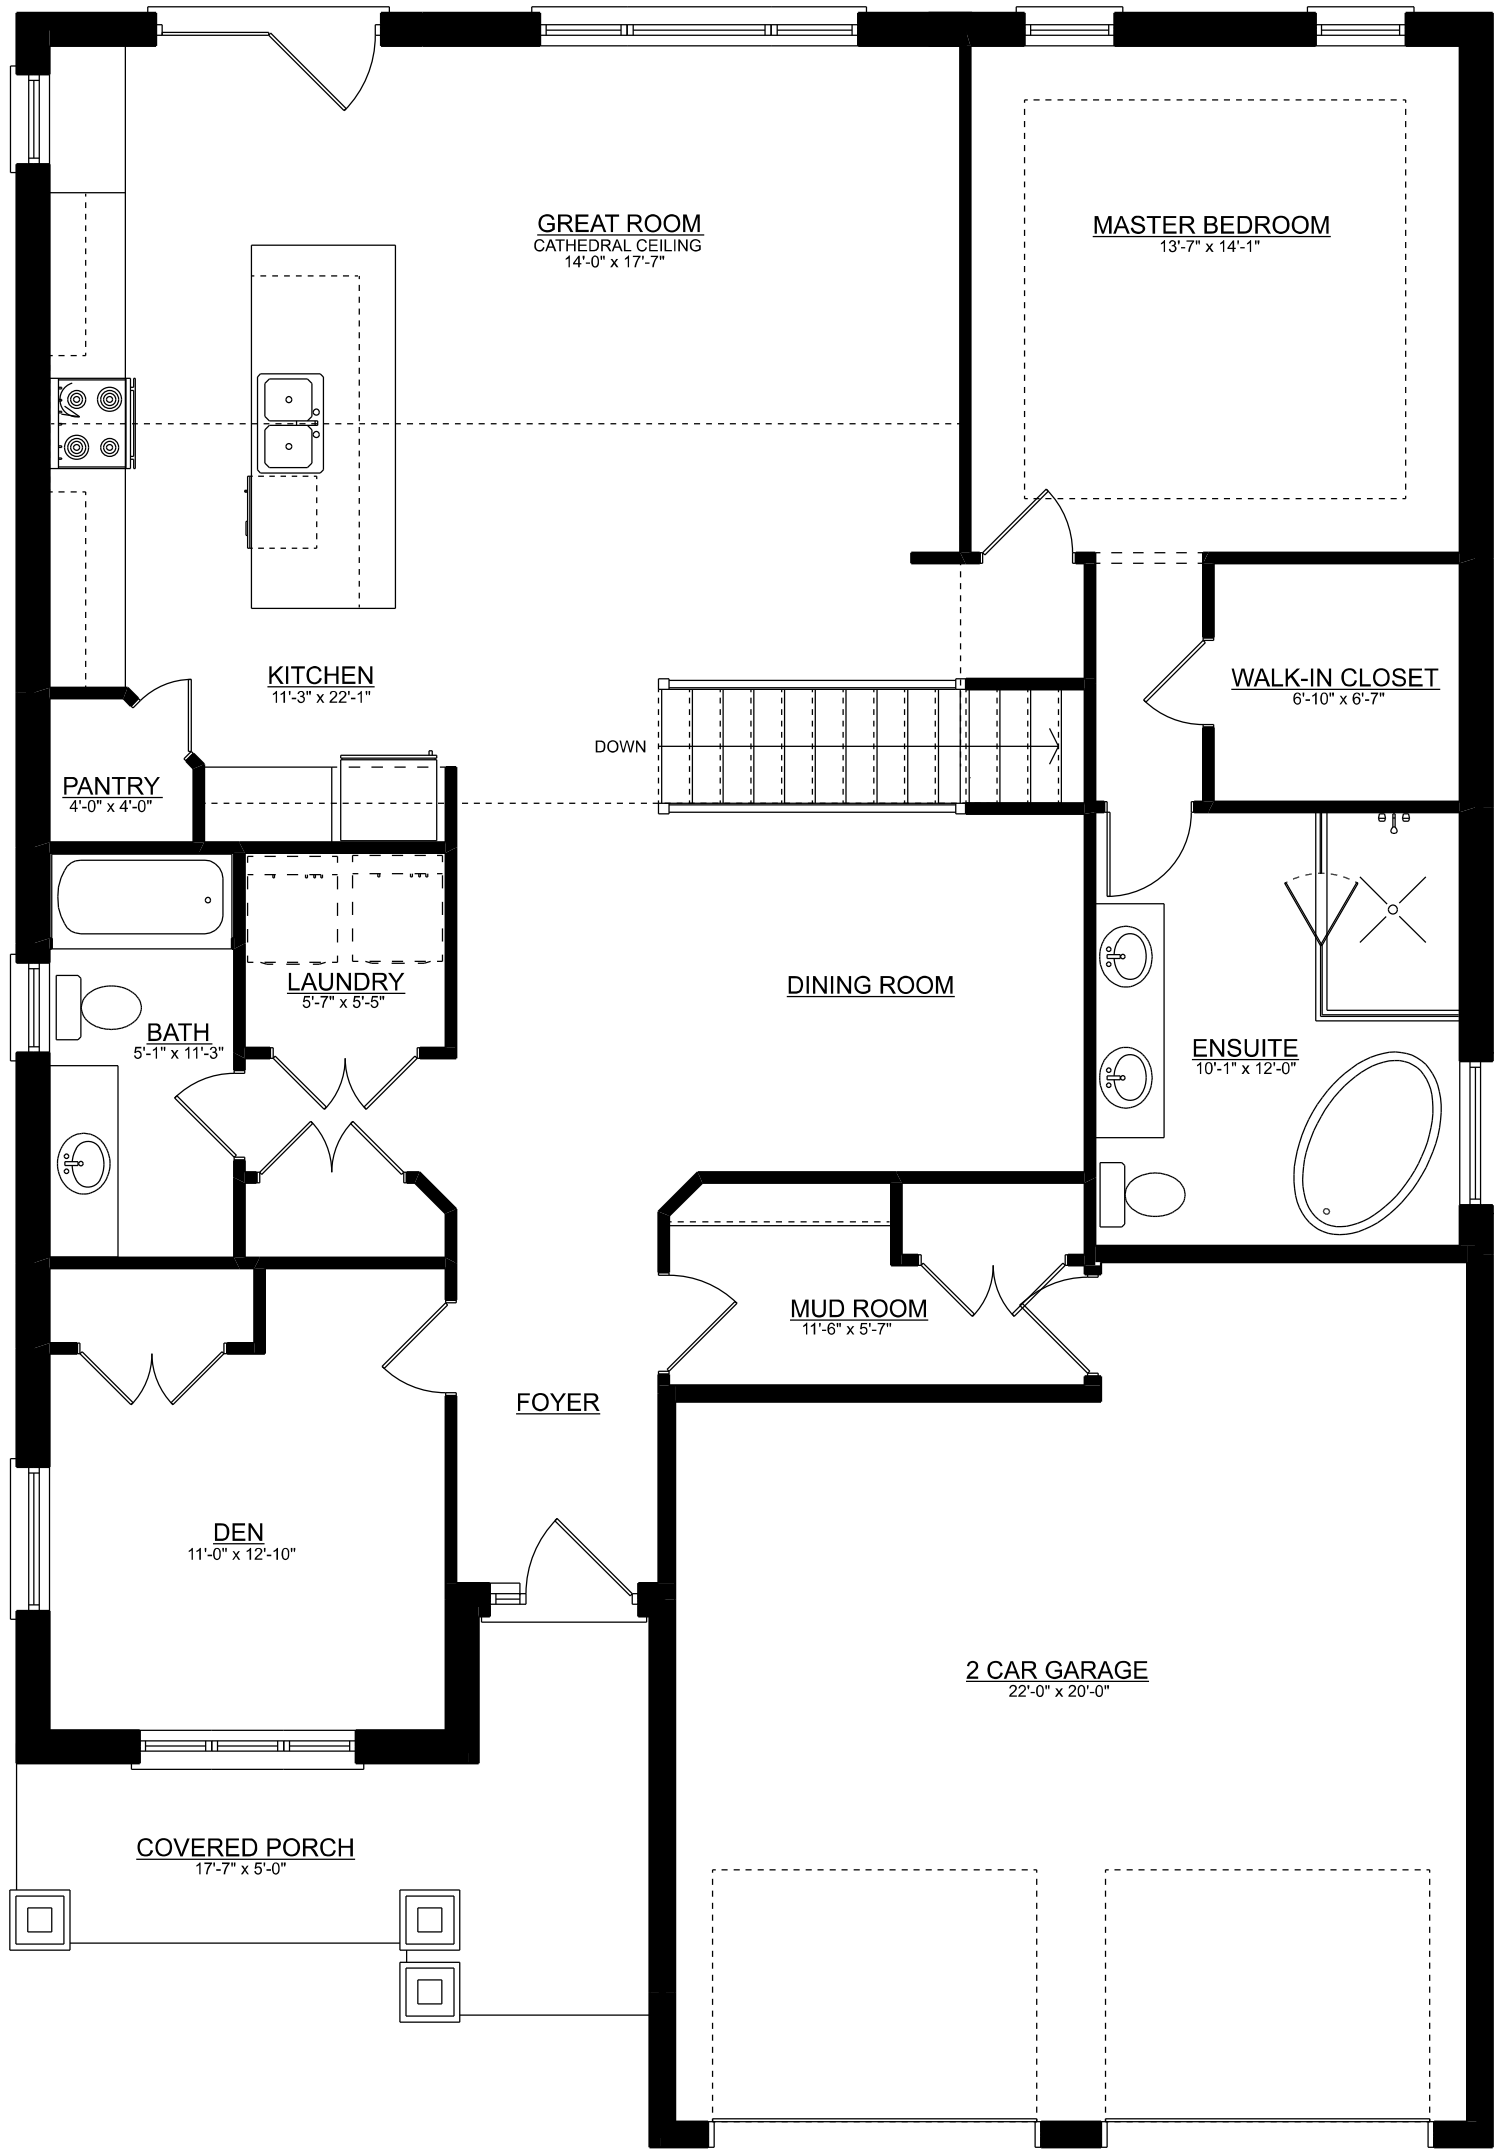 GREAT ROOM
CATHEDRAL CEILING
14'-0" x 17'-7"
MASTER BEDROOM
13'-7" x 14'-1"
KITCHEN
11'-3" x 22'-1"
WALK-IN CLOSET
6'-10" x 6'-7"
DOWN
PANTRY
4'-0" x 4'-0"
LAUNDRY
5'-7" x 5'-5"
DINING ROOM
BATH
5'-1" x 11'-3"
ENSUITE
10'-1" x 12'-0"
MUD ROOM
11'-6" x 5'-7"
FOYER
DEN
11'-0" x 12'-10"
2 CAR GARAGE
22'-0" x 20'-0"
COVERED PORCH
17'-7" x 5'-0"